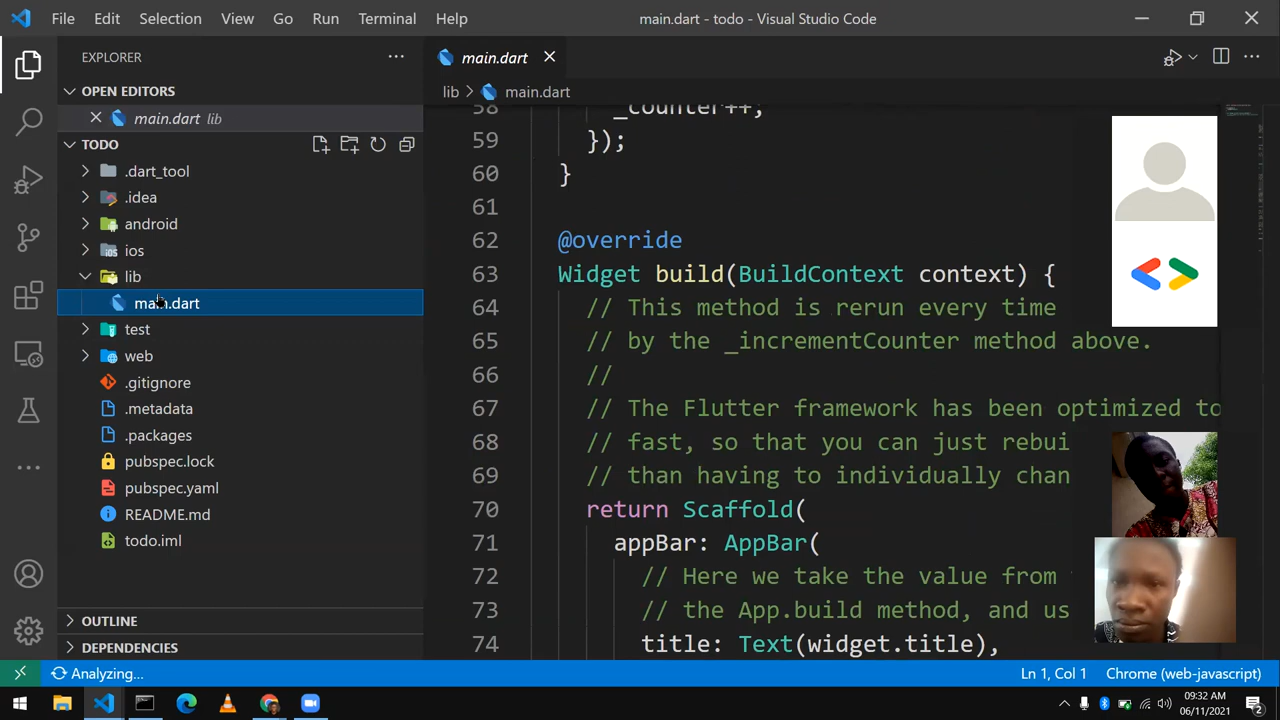 File Edit Selection View Go Run Terminal Help
main.dart - todo - Visual Studio Code
EXPLORER
OPEN EDITORS
main.dart lib
TODO
.dart_tool
.idea
android
ios
lib
main.dart
test
web
.gitignore
.metadata
.packages
pubspec.lock
pubspec.yaml
README.md
todo.iml
OUTLINE
DEPENDENCIES
main.dart
lib > main.dart
58 _counter++;
59 });
60 }
61
62 @override
63 Widget build(BuildContext context) {
64 // This method is rerun every time
65 // by the _incrementCounter method above.
66 //
67 // The Flutter framework has been optimized to
68 // fast, so that you can just rebui
69 // than having to individually chan
70 return Scaffold(
71 appBar: AppBar(
72 // Here we take the value from
73 // the App.build method, and us
74 title: Text(widget.title),
Analyzing...
Ln 1, Col 1
Chrome (web-javascript)
09:32 AM
06/11/2021
2